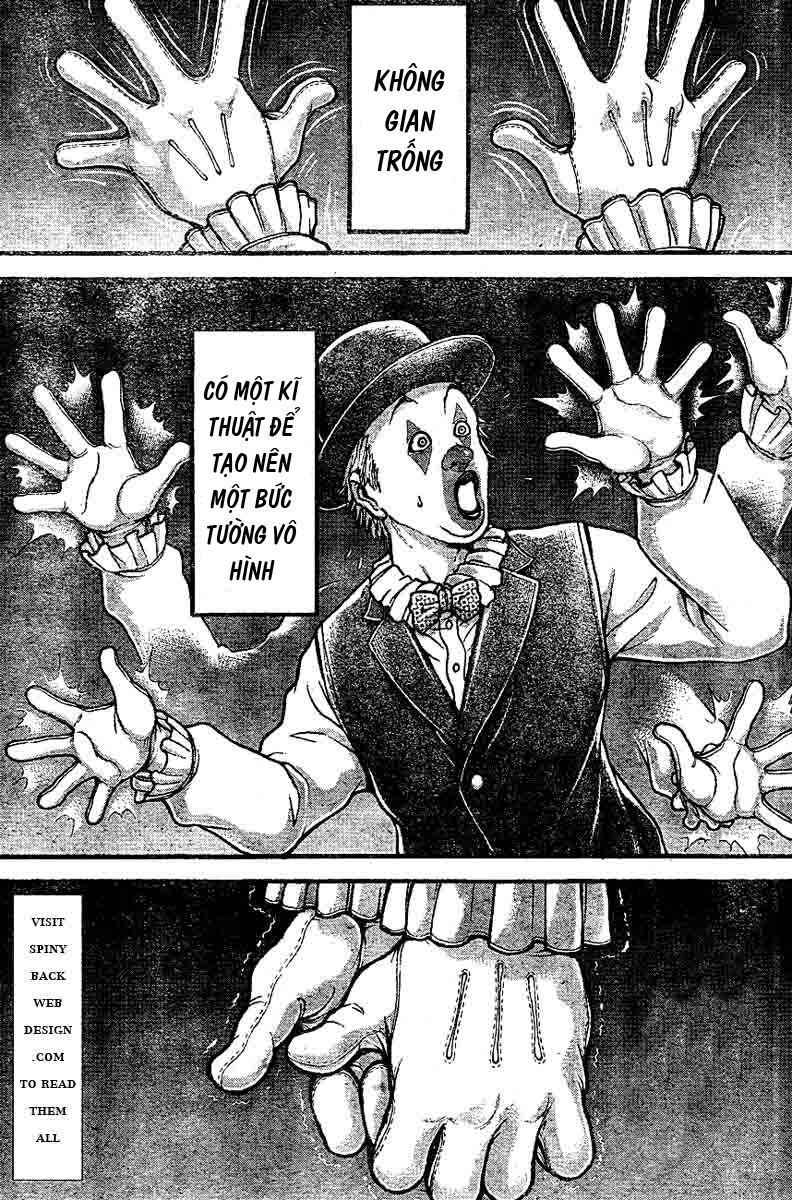 KHÔNG
GIAN
TRỐNG
CÓ MỘT KĨ
THUẬT ĐỂ
TẠO NÊN
MỘT BỨC
TƯỜNG VÔ
HÌNH
VISIT
SPINY
BACK
WEB
DESIGN
.COM
TO READ
THEM
ALL